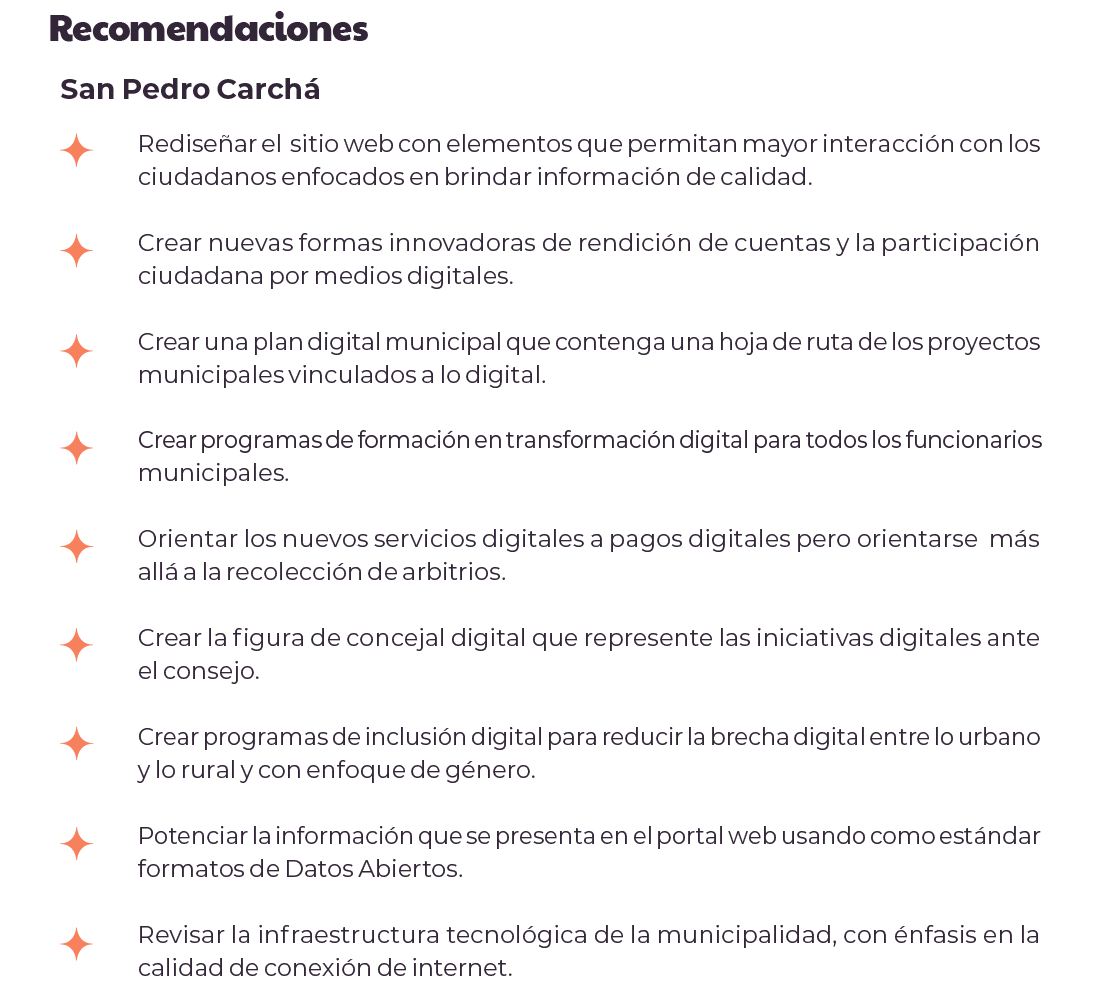 Recomendaciones
San Pedro Carchá
Rediseñar el sitio web con elementos que permitan mayor interacción con los
ciudadanos enfocados en brindar información de calidad.
Crear nuevas formas innovadoras de rendición de cuentas y la participación
ciudadana por medios digitales.
Crear una plan digital municipal que contenga una hoja de ruta de los proyectos
municipales vinculados a lo digital.
Crear programas de formación en transformación digital para todos los funcionarios
municipales.
Orientar los nuevos servicios digitales a pagos digitales pero orientarse más
allá a la recolección de arbitrios.
Crear la figura de concejal digital que represente las iniciativas digitales ante
el consejo.
Crear programas de inclusión digital para reducir la brecha digital entre lo urbano
y lo rural y con enfoque de género.
Potenciar la información que se presenta en el portal web usando como estándar
formatos de Datos Abiertos.
Revisar la infraestructura tecnológica de la municipalidad, con énfasis en la
calidad de conexión de internet.